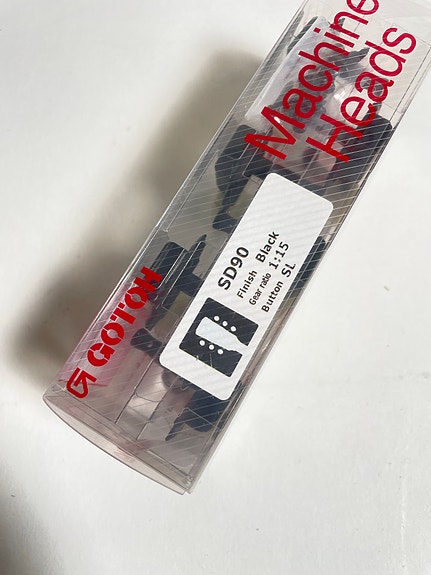 Machine
Heads
SD90
Finish Black
Gear ratio 1:15
Button SL
GOTOH